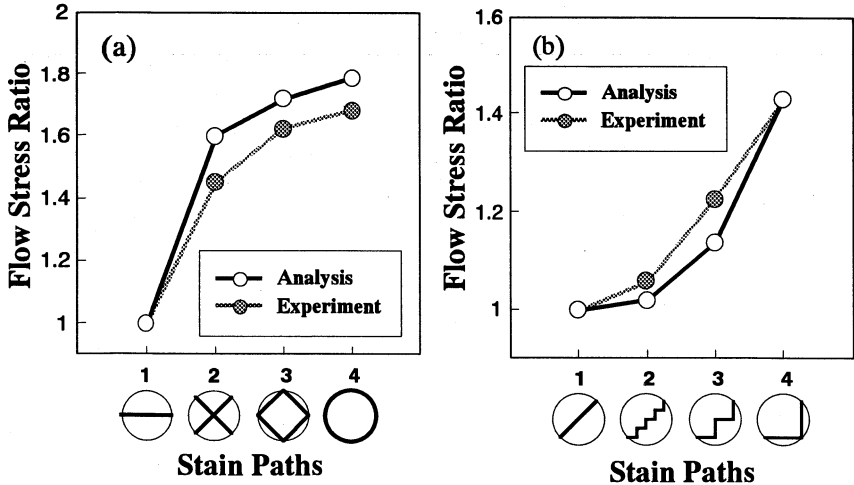 (a)
Flow Stress Ratio
2
1.8
1.6
1.4
1.2
1
Analysis
Experiment
1 2 3 4
Stain Paths
(b)
Flow Stress Ratio
1.6
1.4
1.2
1
Analysis
Experiment
1 2 3 4
Stain Paths